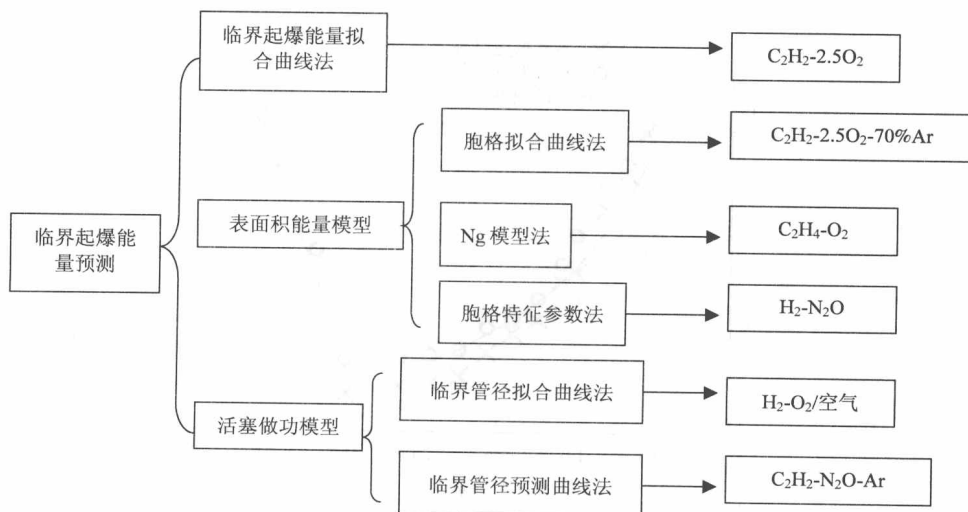 临界起爆能量拟
合曲线法
C₂H₂-2.5O₂
胞格拟合曲线法
C₂H₂-2.5O₂-70%Ar
临界起爆能
量预测
表面积能量模型
Ng 模型法
C₂H₄-O₂
胞格特征参数法
H₂-N₂O
活塞做功模型
临界管径拟合曲线法
H₂-O₂/空气
临界管径预测曲线法
C₂H₂-N₂O-Ar